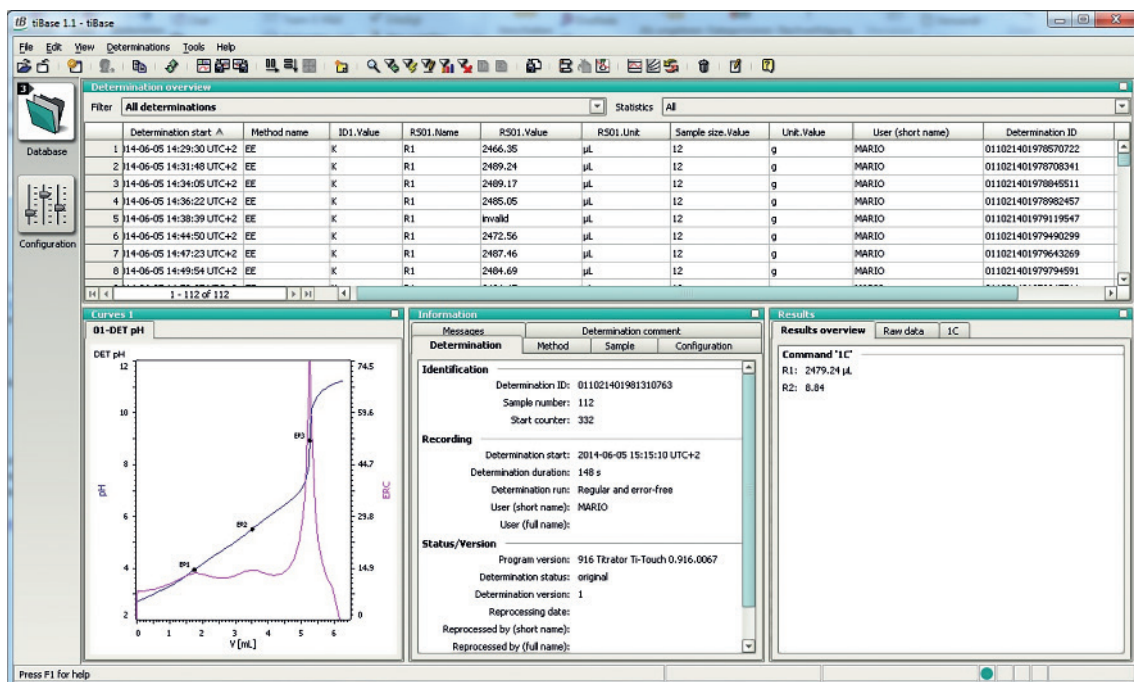 tiBase 1.1 - tiBase
File Edit View Determinations Tools Help
3
Database
Configuration
Determination overview
Filter All determinations Statistics All
Determination start Method name ID1.Value RS01.Name RS01.Value RS01.Unit Sample size.Value Unit.Value User (short name) Determination ID
1 14-06-05 14:29:30 UTC+2 EE K R1 2466.35 µL 12 g MARIO 011021401978570722
2 14-06-05 14:31:48 UTC+2 EE K R1 2489.24 µL 12 g MARIO 011021401978708341
3 14-06-05 14:34:05 UTC+2 EE K R1 2489.17 µL 12 g MARIO 011021401978845511
4 14-06-05 14:36:22 UTC+2 EE K R1 2485.05 µL 12 g MARIO 011021401978982457
5 14-06-05 14:38:39 UTC+2 EE K R1 invalid µL 12 g MARIO 011021401979119547
6 14-06-05 14:44:50 UTC+2 EE K R1 2472.56 µL 12 g MARIO 011021401979490299
7 14-06-05 14:47:23 UTC+2 EE K R1 2487.46 µL 12 g MARIO 011021401979643269
8 14-06-05 14:49:54 UTC+2 EE K R1 2484.69 µL 12 g MARIO 011021401979794591
1 - 112 of 112
Curves 1
01-DET pH
DET pH
12 74.5
10 59.6
EP3
8 44.7
pH ERC
6 29.8
EP2
4 14.9
EP1
2 0
0 1 2 3 4 5 6
V [mL]
Information
Messages Determination comment
Determination Method Sample Configuration
Identification
Determination ID: 011021401981310763
Sample number: 112
Start counter: 332
Recording
Determination start: 2014-06-05 15:15:10 UTC+2
Determination duration: 148 s
Determination run: Regular and error-free
User (short name): MARIO
User (full name):
Status/Version
Program version: 916 Titrator Ti-Touch 0.916.0067
Determination status: original
Determination version: 1
Reprocessing date:
Reprocessed by (short name):
Reprocessed by (full name):
Results
Results overview Raw data 1C
Command '1C'
R1: 2479.24 µL
R2: 8.84
Press F1 for help